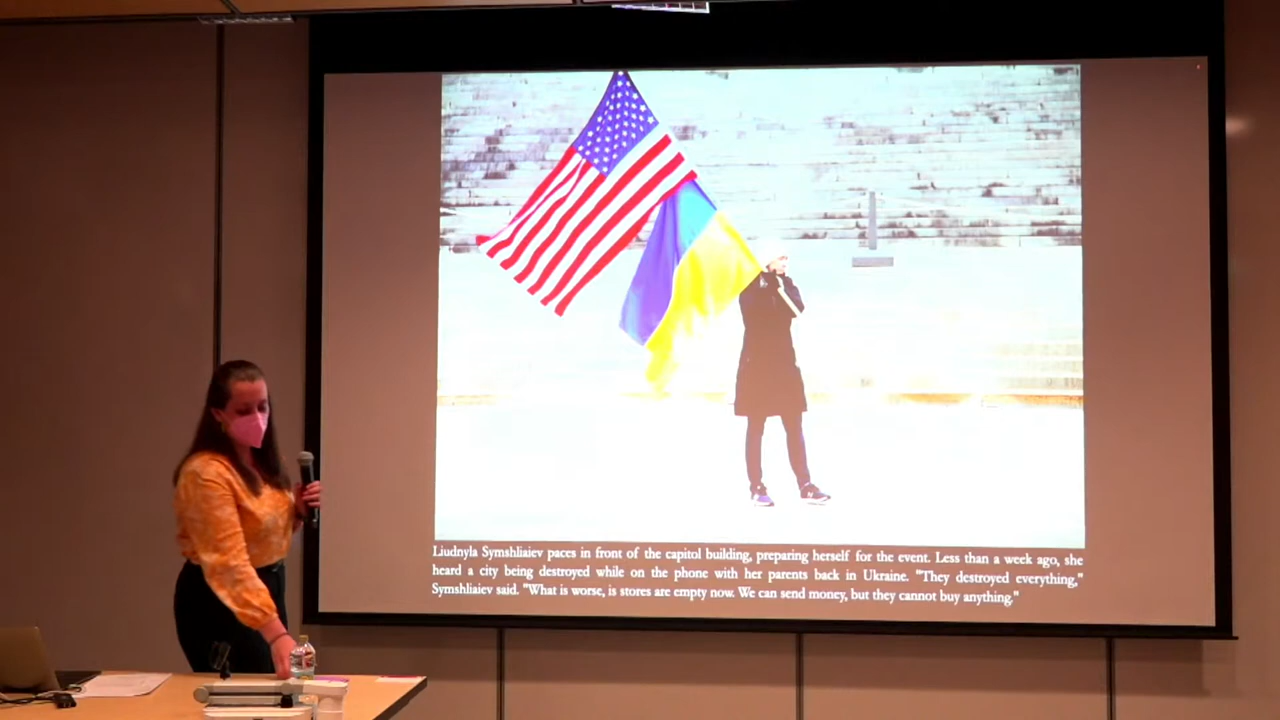 Liudnyla Symshliaiev paces in front of the capitol building, preparing herself for the event. Less than a week ago, she
heard a city being destroyed while on the phone with her parents back in Ukraine. "They destroyed everything,"
Symshliaiev said. "What is worse, is stores are empty now. We can send money, but they cannot buy anything."